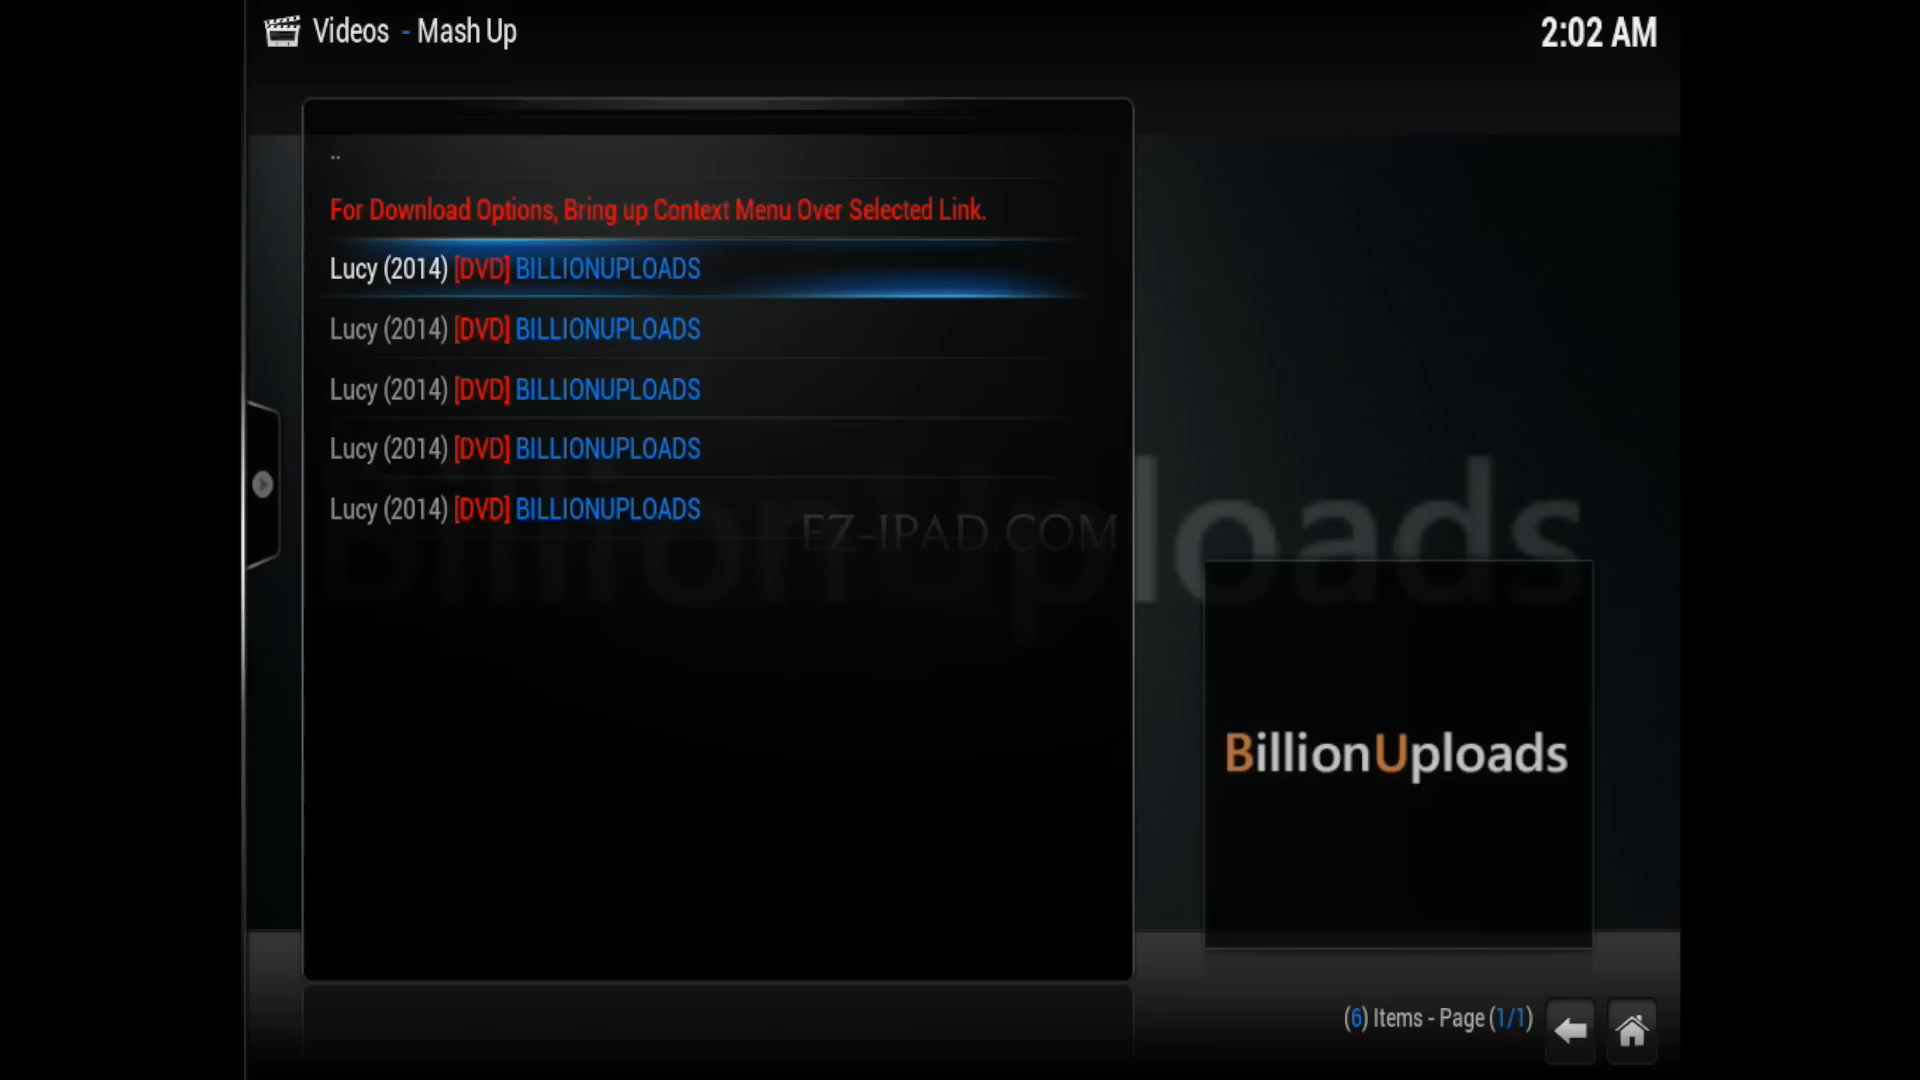 Videos - Mash Up
2:02 AM
..
For Download Options, Bring up Context Menu Over Selected Link.
Lucy (2014) [DVD] BILLIONUPLOADS
Lucy (2014) [DVD] BILLIONUPLOADS
Lucy (2014) [DVD] BILLIONUPLOADS
Lucy (2014) [DVD] BILLIONUPLOADS
Lucy (2014) [DVD] BILLIONUPLOADS
EZ-IPAD.COM
BillionUploads
BillionUploads
(6) Items - Page (1/1)